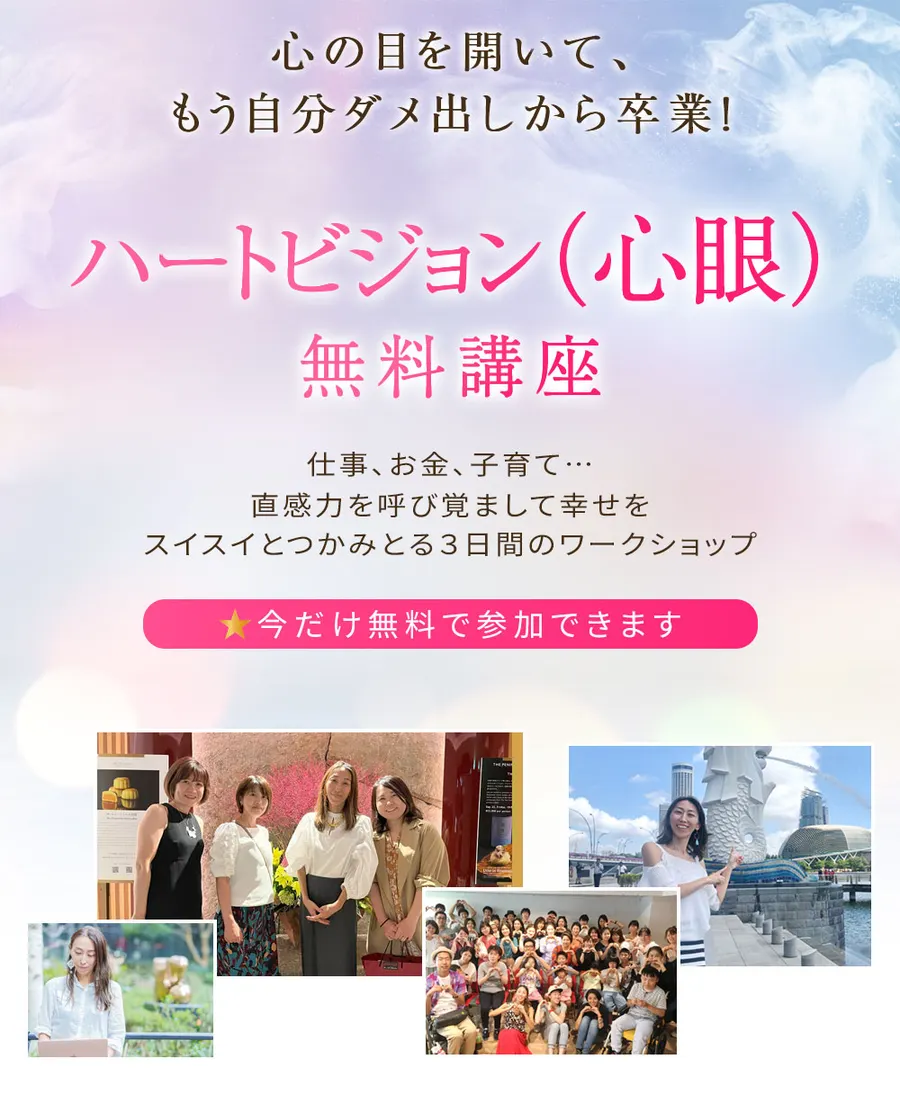 心の目を開いて、
もう自分ダメ出しから卒業!
ハートビジョン(心眼)
無料講座
仕事、お金、子育て…
直感力を呼び覚まして幸せを
スイスイとつかみとる3日間のワークショップ
今だけ無料で参加できます